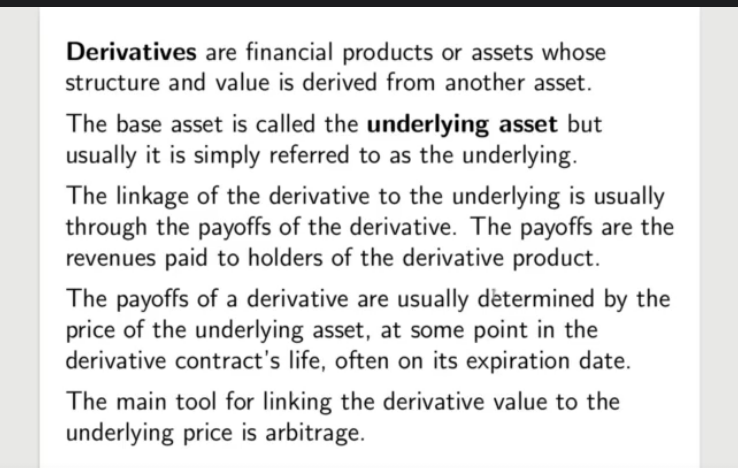 Derivatives are financial products or assets whose
structure and value is derived from another asset.
The base asset is called the underlying asset but
usually it is simply referred to as the underlying.
The linkage of the derivative to the underlying is usually
through the payoffs of the derivative. The payoffs are the
revenues paid to holders of the derivative product.
The payoffs of a derivative are usually determined by the
price of the underlying asset, at some point in the
derivative contract's life, often on its expiration date.
The main tool for linking the derivative value to the
underlying price is arbitrage.